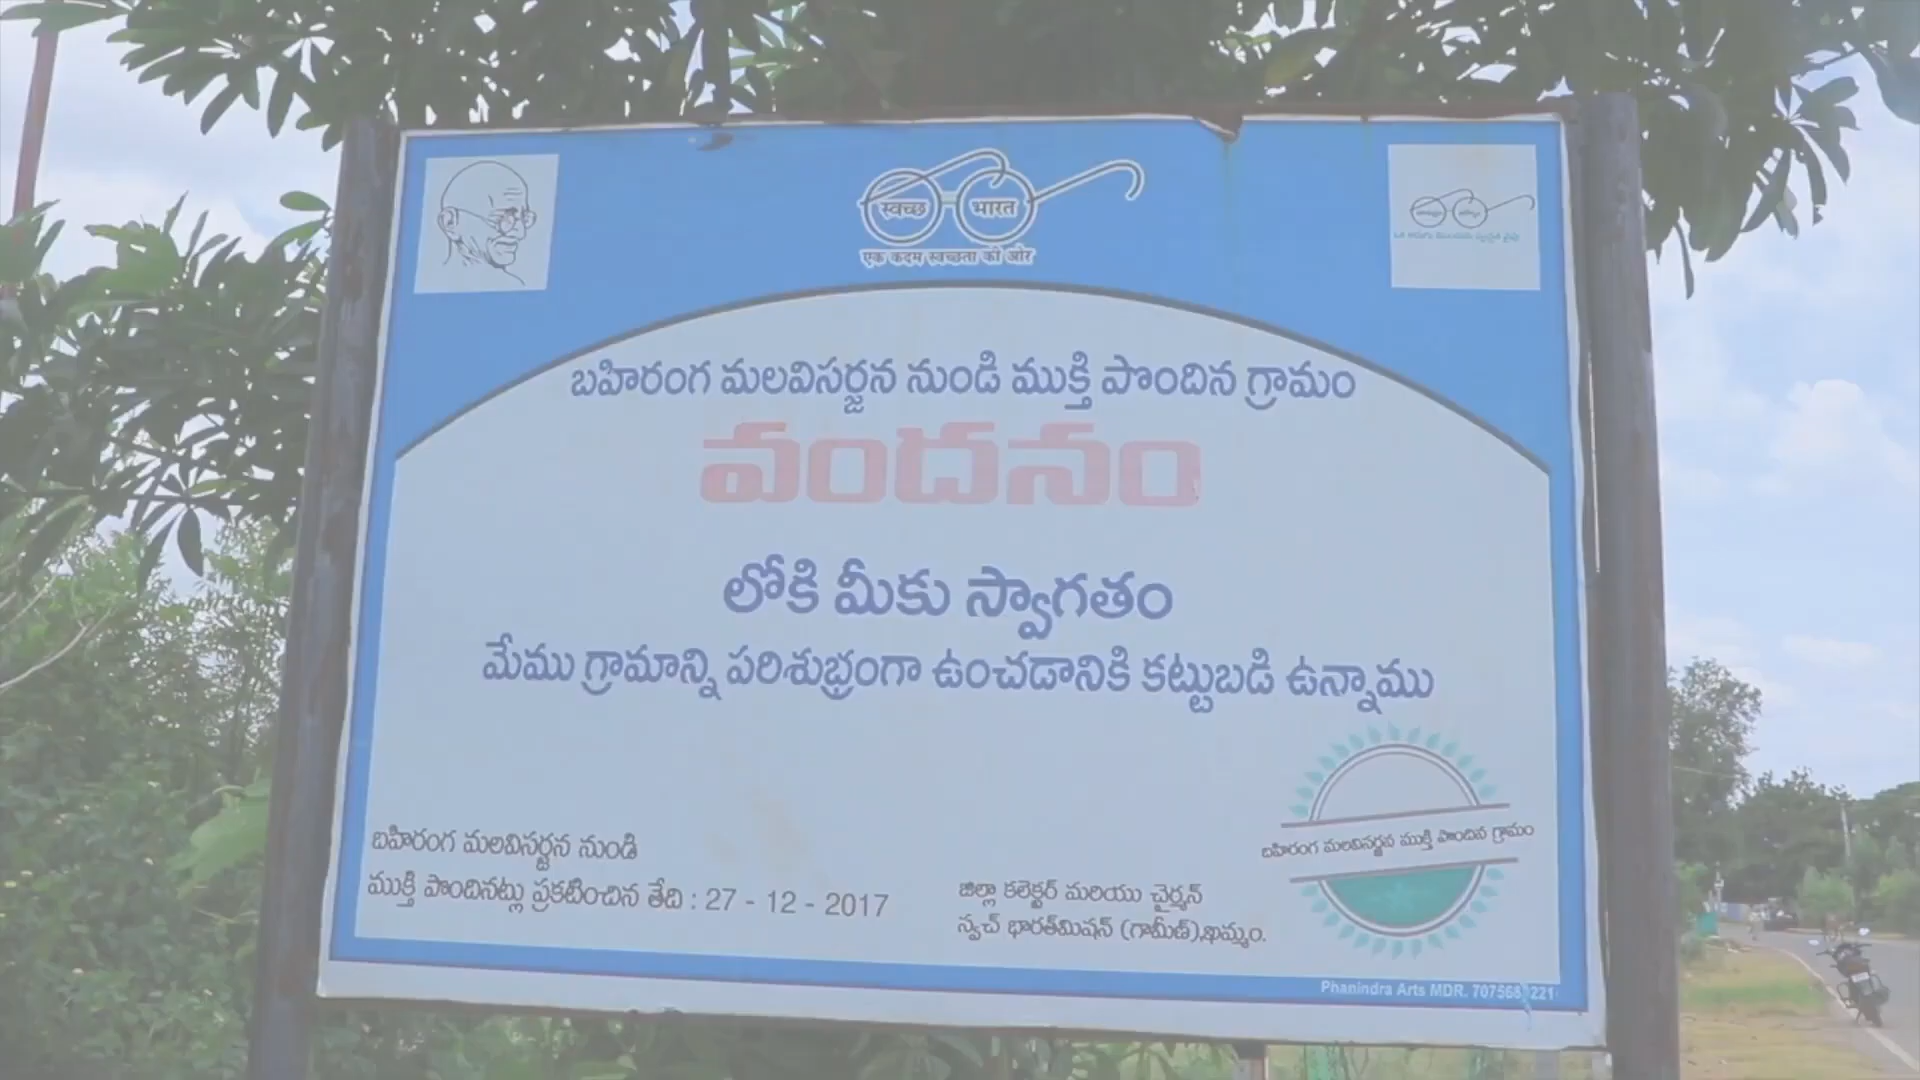 स्वच्छ भारत
एक कदम स्वच्छता की ओर
బహిరంగ మలవిసర్జన నుండి ముక్తి పొందిన గ్రామం
వందనం
లోకి మీకు స్వాగతం
మేము గ్రామాన్ని పరిశుభ్రంగా ఉంచడానికి కట్టుబడి ఉన్నాము
బహిరంగ మలవిసర్జన ముక్తి పొందిన గ్రామం
బహిరంగ మలవిసర్జన నుండి
ముక్తి పొందినట్లు ప్రకటించిన తేది : 27 - 12 - 2017
జిల్లా కలెక్టర్ మరియు చైర్మన్
స్వచ్ భారత్‌మిషన్ (గామీణ్),ఖమ్మం.
Phanindra Arts MDR.